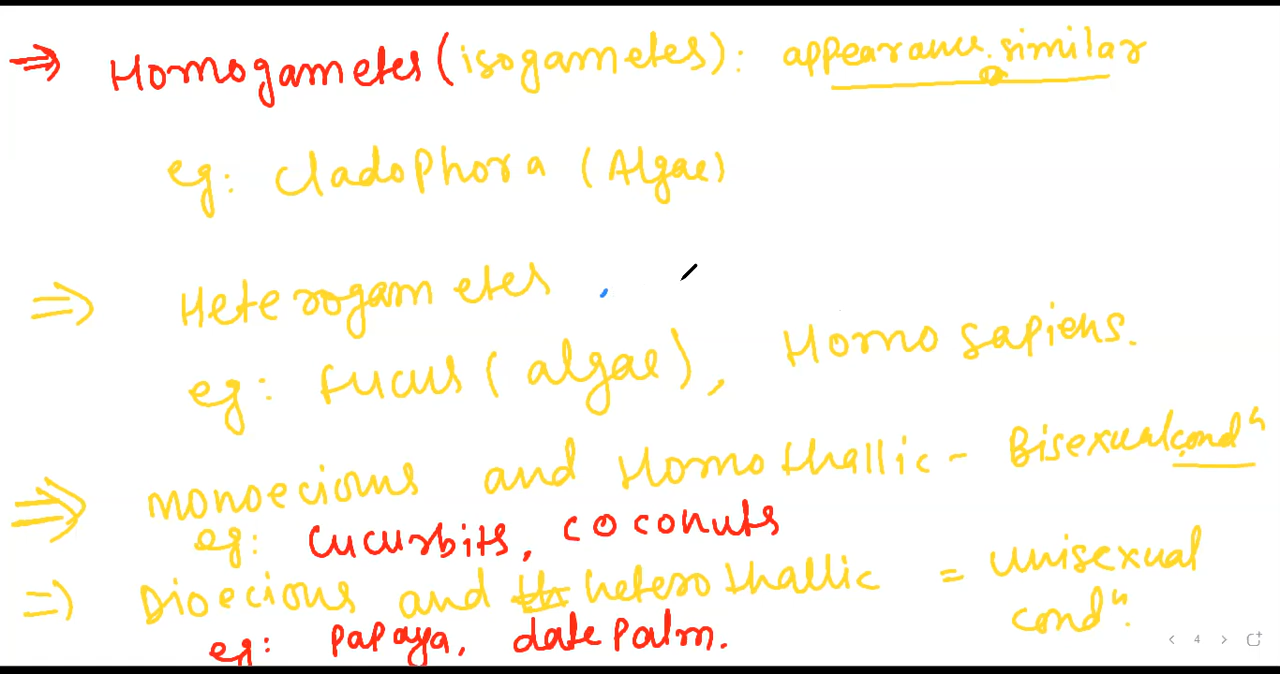 ⇒ Homogametes (isogametes): appearance similar
eg: Cladophora (Algae)
⇒ Heterogametes.
eg: fucus (algae), Homo sapiens.
⇒ monoecious and Homothallic - Bisexual condⁿ
eg: Cucurbits, coconuts
⇒ Dioecious and heterothallic = unisexual
condⁿ.
eg: papaya, date palm.
< 4 >